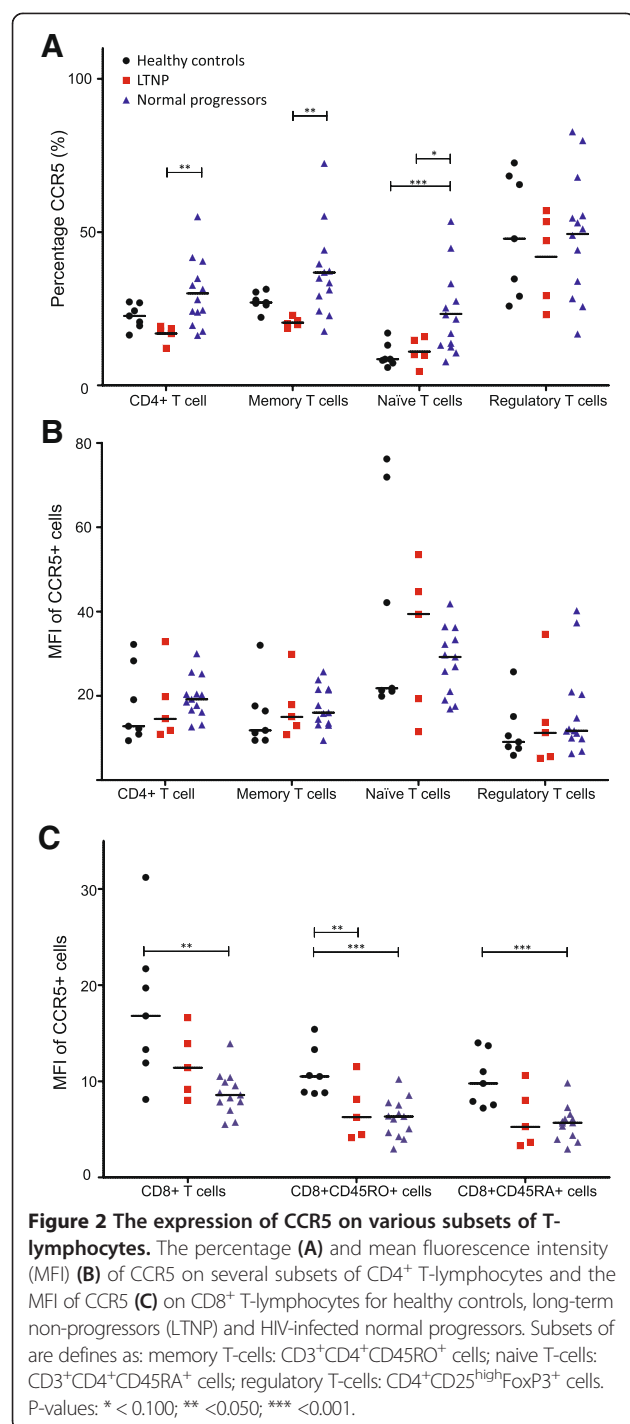 A
Healthy controls
LTNP
Normal progressors
Percentage CCR5 (%)
100
50
0
**
**
*
***
CD4+ T cell Memory T cells Naïve T cells Regulatory T cells
B
MFI of CCR5+ cells
80
60
40
20
CD4+ T cell Memory T cells Naïve T cells Regulatory T cells
C
MFI of CCR5+ cells
30
20
10
0
**
**
***
***
CD8+ T cells CD8+CD45RO+ cells CD8+CD45RA+ cells
Figure 2 The expression of CCR5 on various subsets of T-
lymphocytes. The percentage (A) and mean fluorescence intensity
(MFI) (B) of CCR5 on several subsets of CD4+ T-lymphocytes and the
MFI of CCR5 (C) on CD8+ T-lymphocytes for healthy controls, long-term
non-progressors (LTNP) and HIV-infected normal progressors. Subsets of
are defines as: memory T-cells: CD3+CD4+CD45RO+ cells; naive T-cells:
CD3+CD4+CD45RA+ cells; regulatory T-cells: CD4+CD25highFoxP3+ cells.
P-values: * < 0.100; ** <0.050; *** <0.001.